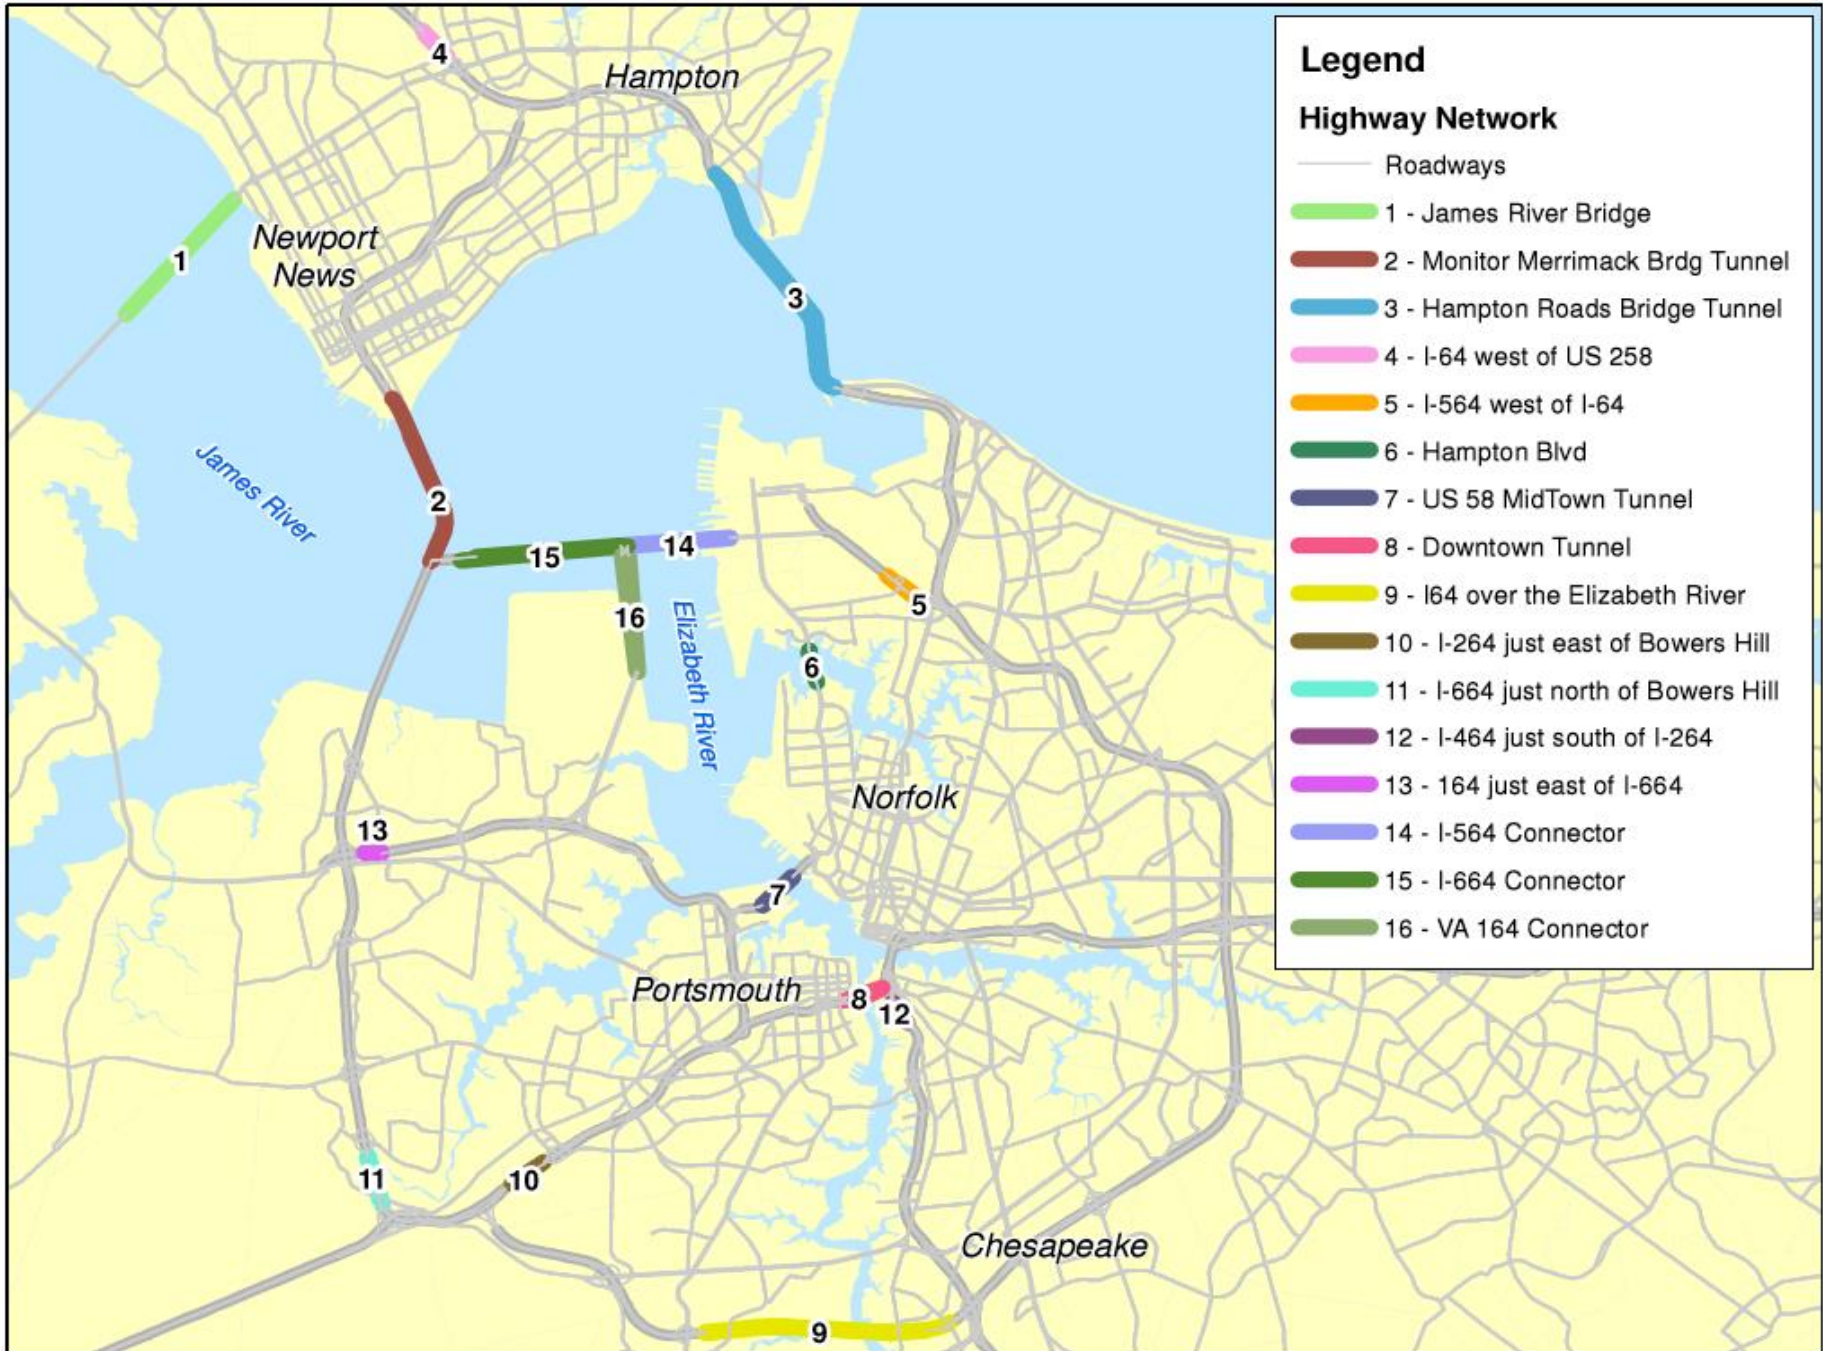 4
Hampton
1
Newport
News
3
James River
2
15
14
5
16
Elizabeth River
6
Norfolk
13
7
Portsmouth
8
12
11
10
Chesapeake
9
Legend
Highway Network
Roadways
1 - James River Bridge
2 - Monitor Merrimack Brdg Tunnel
3 - Hampton Roads Bridge Tunnel
4 - I-64 west of US 258
5 - I-564 west of I-64
6 - Hampton Blvd
7 - US 58 MidTown Tunnel
8 - Downtown Tunnel
9 - I64 over the Elizabeth River
10 - I-264 just east of Bowers Hill
11 - I-664 just north of Bowers Hill
12 - I-464 just south of I-264
13 - 164 just east of I-664
14 - I-564 Connector
15 - I-664 Connector
16 - VA 164 Connector